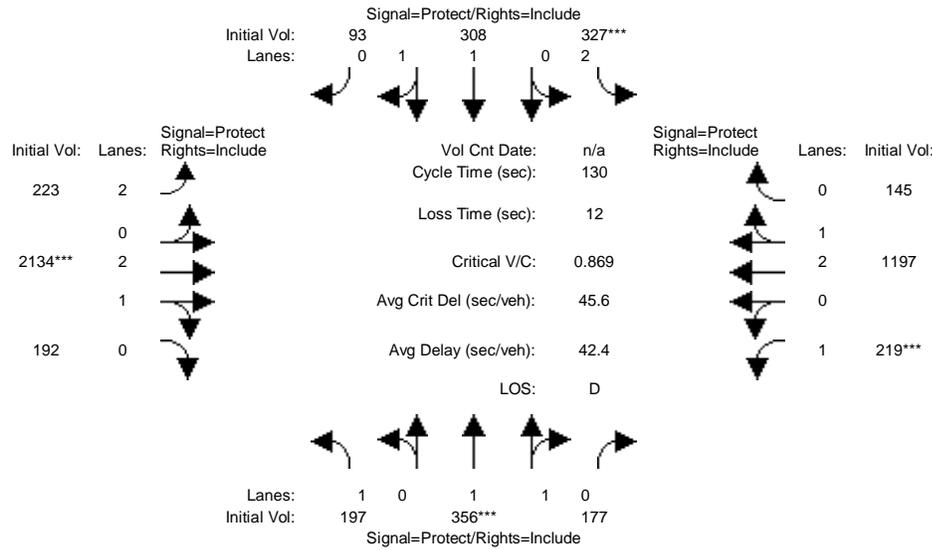 Signal=Protect/Rights=Include
Initial Vol: 93 308 327***
Lanes: 0 1 1 0 2
Signal=Protect Signal=Protect
Initial Vol: Lanes: Rights=Include Vol Cnt Date: n/a Rights=Include Lanes: Initial Vol:
Cycle Time (sec): 130
223 2 0 145
Loss Time (sec): 12
0 1
2134*** 2 Critical V/C: 0.869 2 1197
1 Avg Crit Del (sec/veh): 45.6 0
192 0 Avg Delay (sec/veh): 42.4 1 219***
LOS: D
Lanes: 1 0 1 1 0
Initial Vol: 197 356*** 177
Signal=Protect/Rights=Include